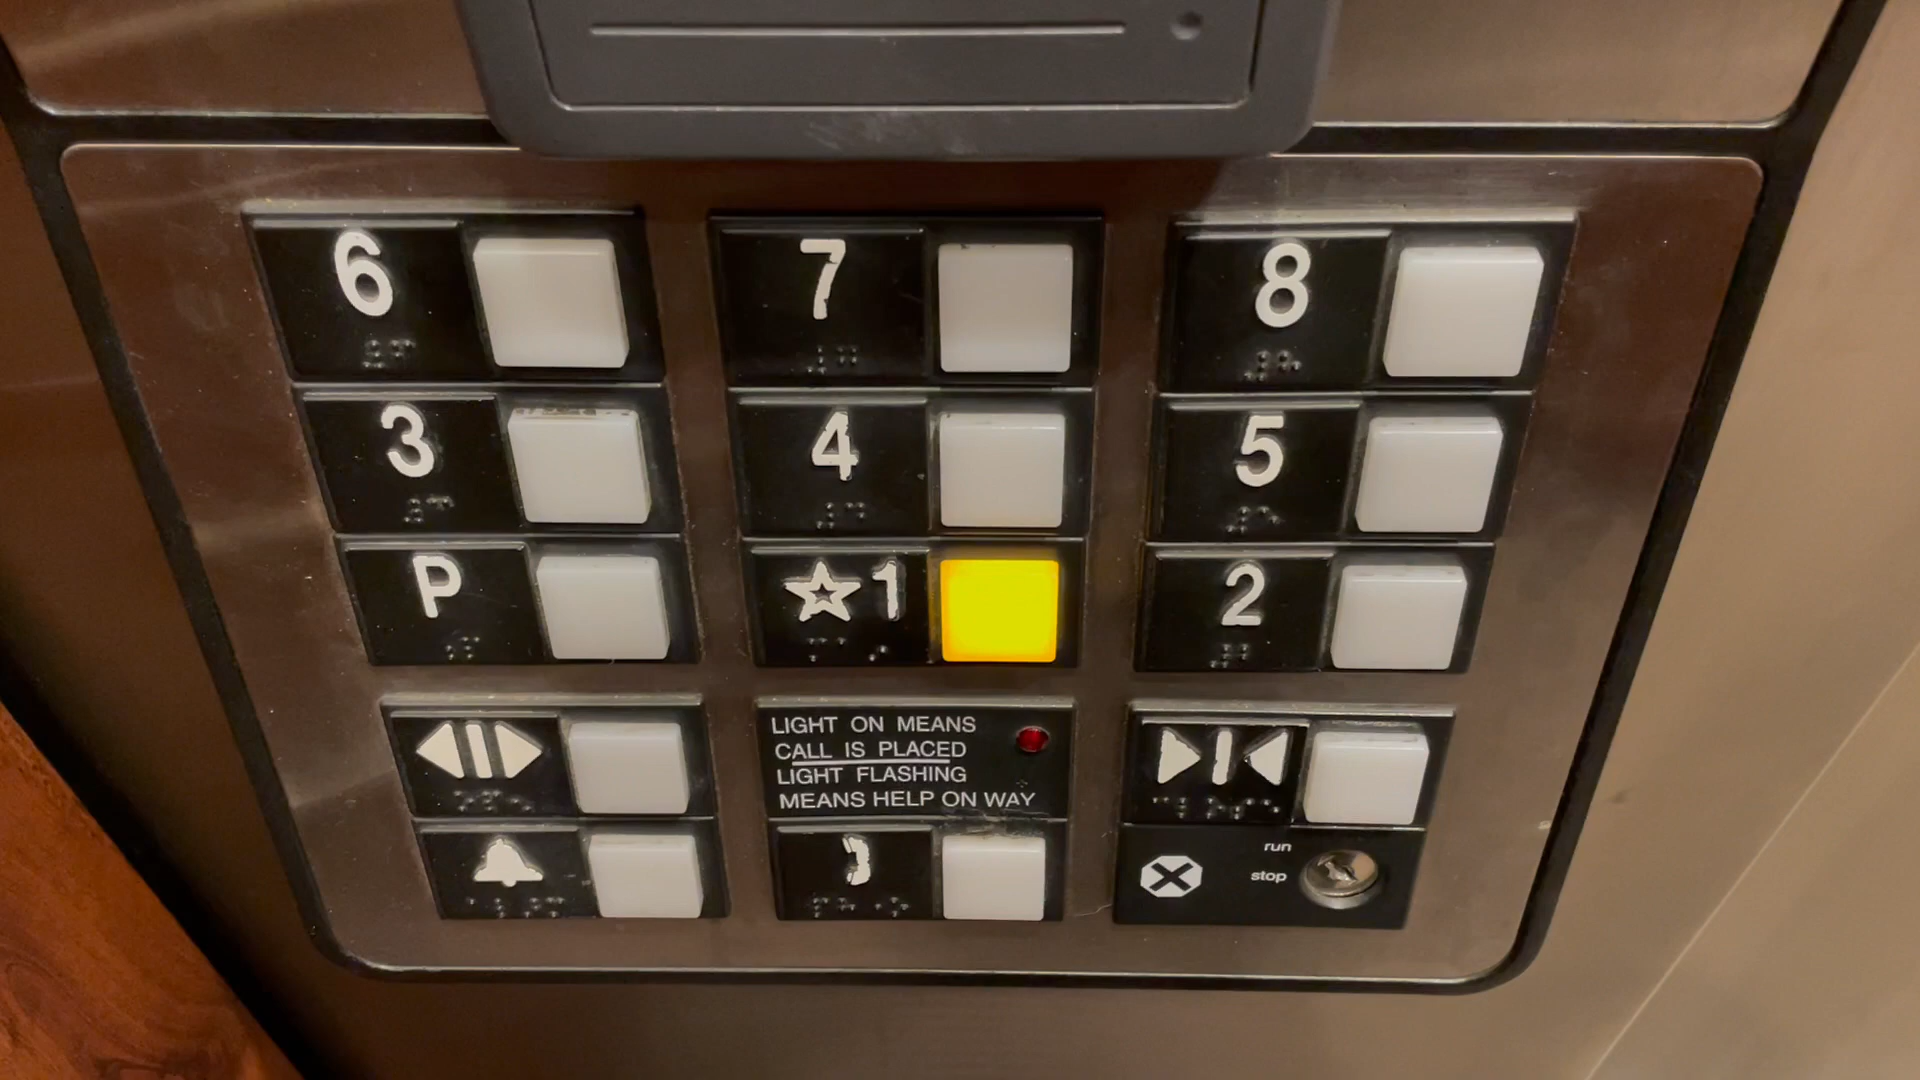 6 7 8
3 4 5
P ☆1 2
LIGHT ON MEANS
CALL IS PLACED
LIGHT FLASHING
MEANS HELP ON WAY
run
stop